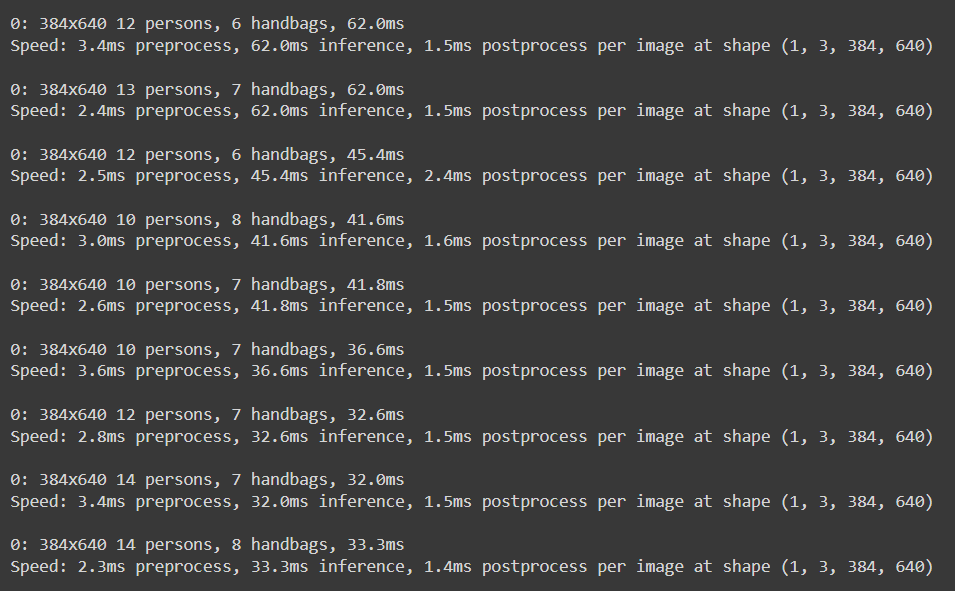 0: 384x640 12 persons, 6 handbags, 62.0ms
Speed: 3.4ms preprocess, 62.0ms inference, 1.5ms postprocess per image at shape (1, 3, 384, 640)
0: 384x640 13 persons, 7 handbags, 62.0ms
Speed: 2.4ms preprocess, 62.0ms inference, 1.5ms postprocess per image at shape (1, 3, 384, 640)
0: 384x640 12 persons, 6 handbags, 45.4ms
Speed: 2.5ms preprocess, 45.4ms inference, 2.4ms postprocess per image at shape (1, 3, 384, 640)
0: 384x640 10 persons, 8 handbags, 41.6ms
Speed: 3.0ms preprocess, 41.6ms inference, 1.6ms postprocess per image at shape (1, 3, 384, 640)
0: 384x640 10 persons, 7 handbags, 41.8ms
Speed: 2.6ms preprocess, 41.8ms inference, 1.5ms postprocess per image at shape (1, 3, 384, 640)
0: 384x640 10 persons, 7 handbags, 36.6ms
Speed: 3.6ms preprocess, 36.6ms inference, 1.5ms postprocess per image at shape (1, 3, 384, 640)
0: 384x640 12 persons, 7 handbags, 32.6ms
Speed: 2.8ms preprocess, 32.6ms inference, 1.5ms postprocess per image at shape (1, 3, 384, 640)
0: 384x640 14 persons, 7 handbags, 32.0ms
Speed: 3.4ms preprocess, 32.0ms inference, 1.5ms postprocess per image at shape (1, 3, 384, 640)
0: 384x640 14 persons, 8 handbags, 33.3ms
Speed: 2.3ms preprocess, 33.3ms inference, 1.4ms postprocess per image at shape (1, 3, 384, 640)